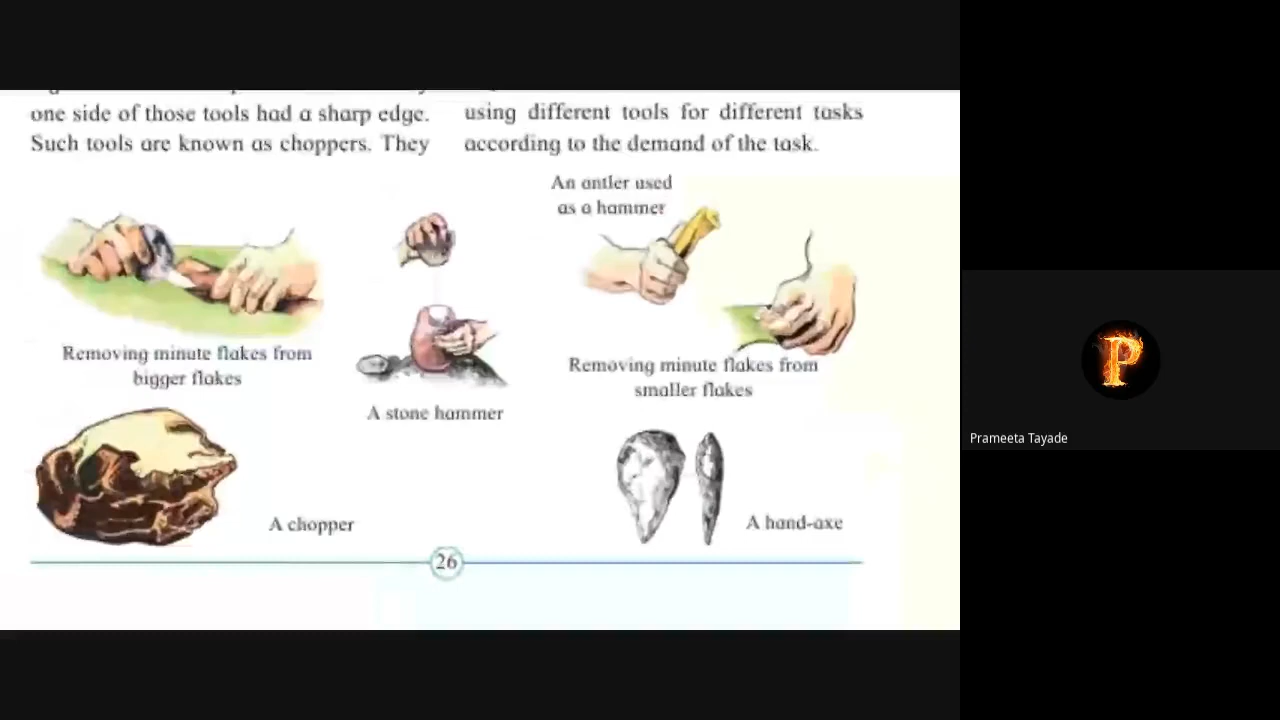 one side of those tools had a sharp edge.
Such tools are known as choppers. They
using different tools for different tasks
according to the demand of the task.
An antler used
as a hammer
Removing minute flakes from
bigger flakes
A stone hammer
Removing minute flakes from
smaller flakes
A chopper
A hand-axe
26
P
Prameeta Tayade